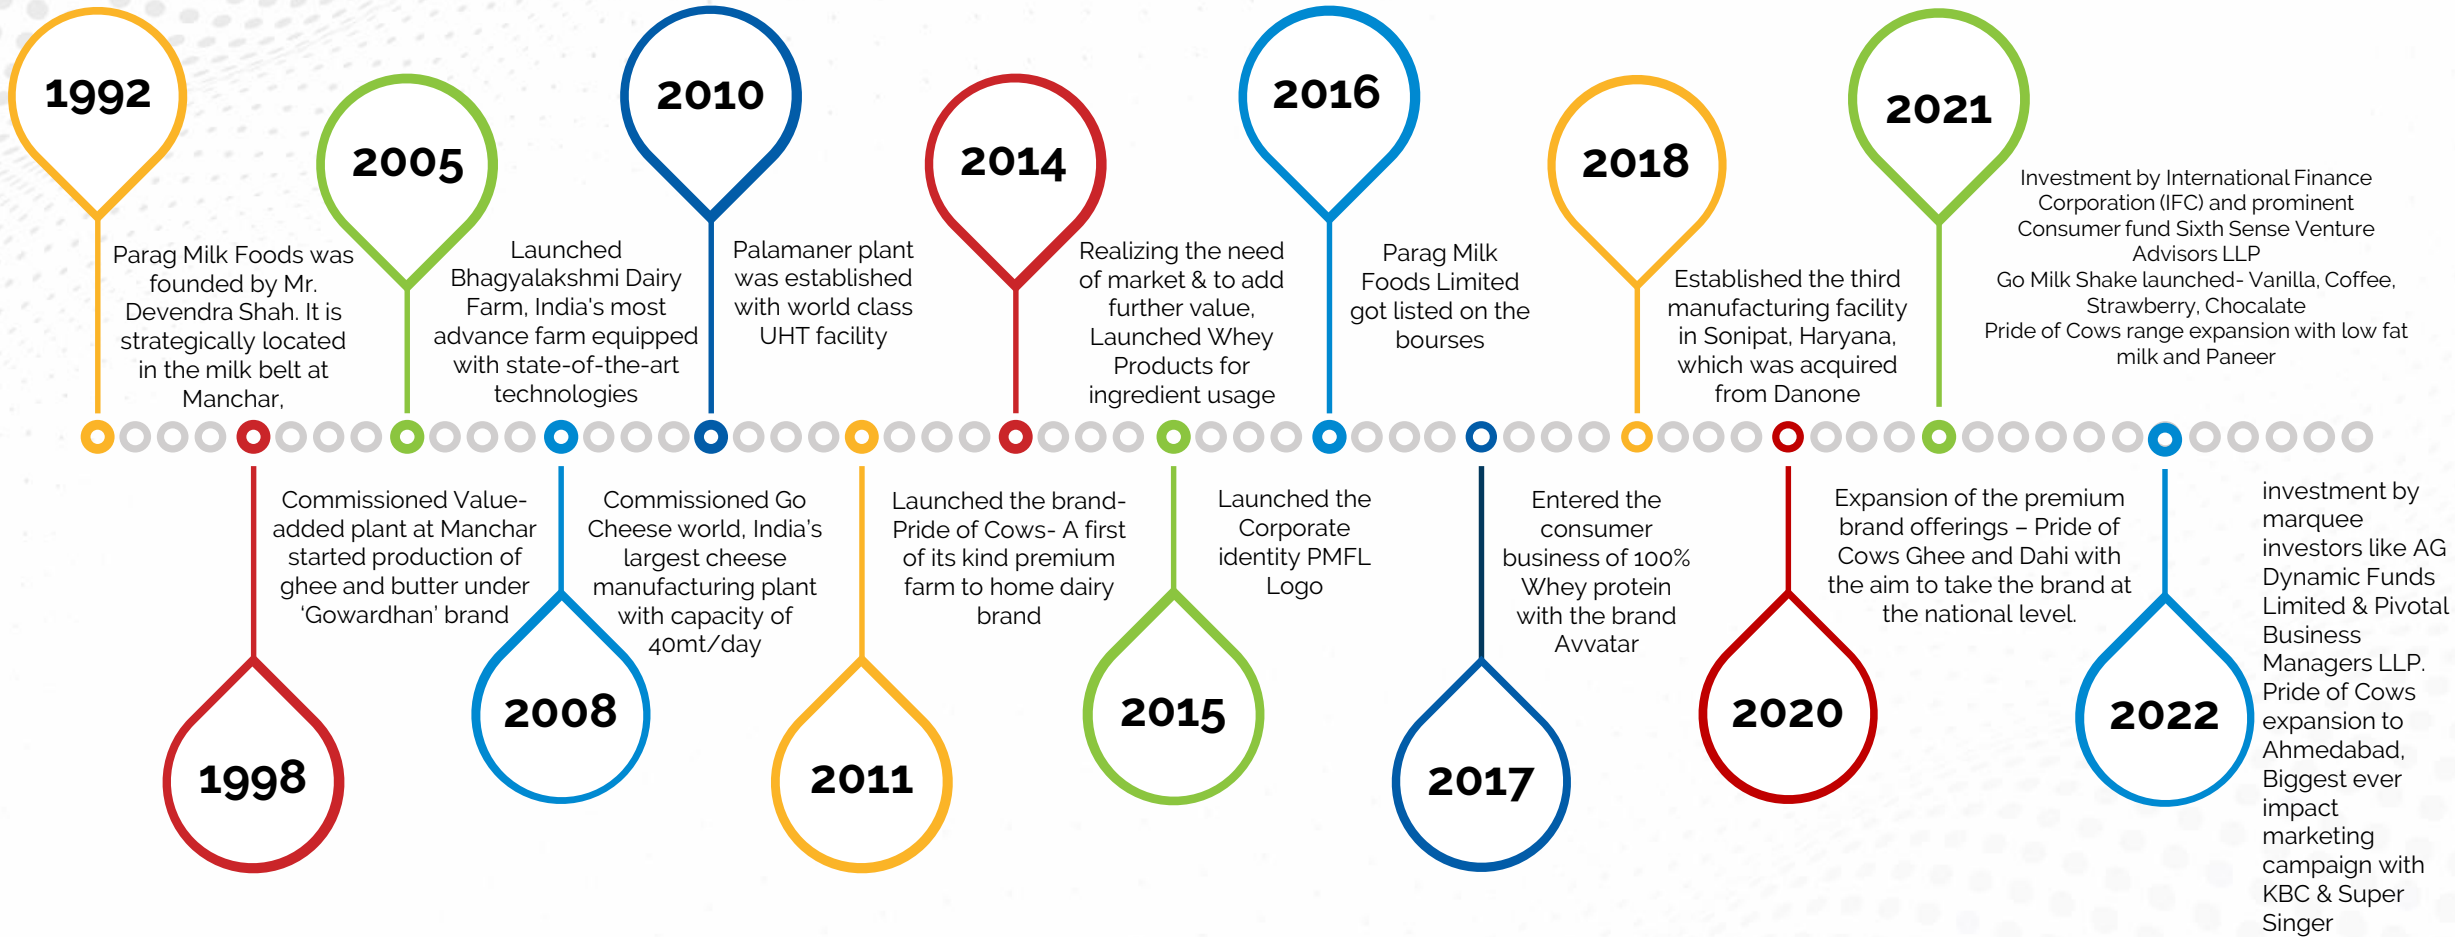 1992
Parag Milk Foods was
founded by Mr.
Devendra Shah. It is
strategically located
in the milk belt at
Manchar,
1998
Commissioned Value-
added plant at Manchar
started production of
ghee and butter under
‘Gowardhan’ brand
2005
Launched
Bhagyalakshmi Dairy
Farm, India's most
advance farm equipped
with state-of-the-art
technologies
2008
Commissioned Go
Cheese world, India’s
largest cheese
manufacturing plant
with capacity of
40mt/day
2010
Palamaner plant
was established
with world class
UHT facility
2011
Launched the brand-
Pride of Cows- A first
of its kind premium
farm to home dairy
brand
2014
Realizing the need
of market & to add
further value,
Launched Whey
Products for
ingredient usage
2015
Launched the
Corporate
identity PMFL
Logo
2016
Parag Milk
Foods Limited
got listed on the
bourses
2017
Entered the
consumer
business of 100%
Whey protein
with the brand
Avvatar
2018
Established the third
manufacturing facility
in Sonipat, Haryana,
which was acquired
from Danone
2020
Expansion of the premium
brand offerings – Pride of
Cows Ghee and Dahi with
the aim to take the brand at
the national level.
2021
Investment by International Finance
Corporation (IFC) and prominent
Consumer fund Sixth Sense Venture
Advisors LLP
Go Milk Shake launched- Vanilla, Coffee,
Strawberry, Chocalate
Pride of Cows range expansion with low fat
milk and Paneer
2022
investment by
marquee
investors like AG
Dynamic Funds
Limited & Pivotal
Business
Managers LLP.
Pride of Cows
expansion to
Ahmedabad,
Biggest ever
impact
marketing
campaign with
KBC & Super
Singer